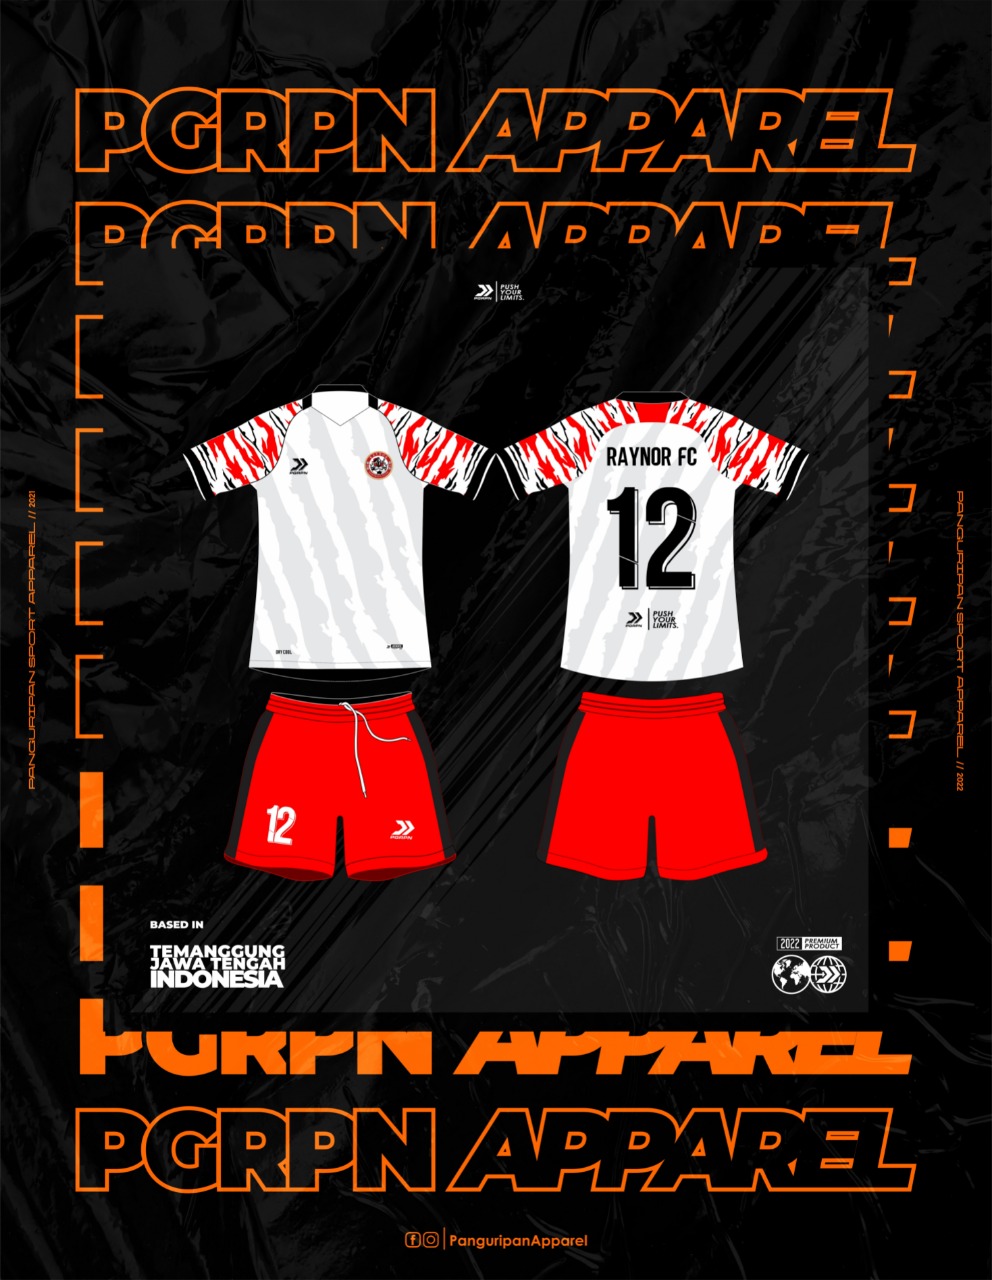 PGRPN APPAREL
PGRPN APPAREL
PGRPN
PUSH
YOUR
LIMITS.
PANGURIPAN SPORT APPAREL // 2021
PANGURIPAN SPORT APPAREL // 2022
PGRPN
RAYNOR FC
12
PGRPN
PUSH
YOUR
LIMITS.
DRY COOL
12
PGRPN
BASED IN
TEMANGGUNG
JAWA TENGAH
INDONESIA
2022 PREMIUM
PRODUCT
PGRPN APPAREL
PGRPN APPAREL
PanguripanApparel